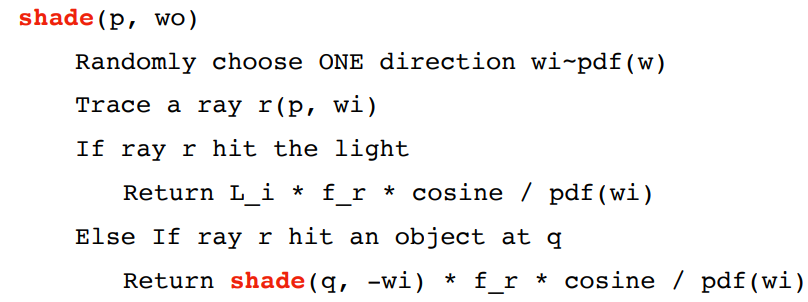 shade(p, wo)
Randomly choose ONE direction wi~pdf(w)
Trace a ray r(p, wi)
If ray r hit the light
Return L_i * f_r * cosine / pdf(wi)
Else If ray r hit an object at q
Return shade(q, -wi) * f_r * cosine / pdf(wi)